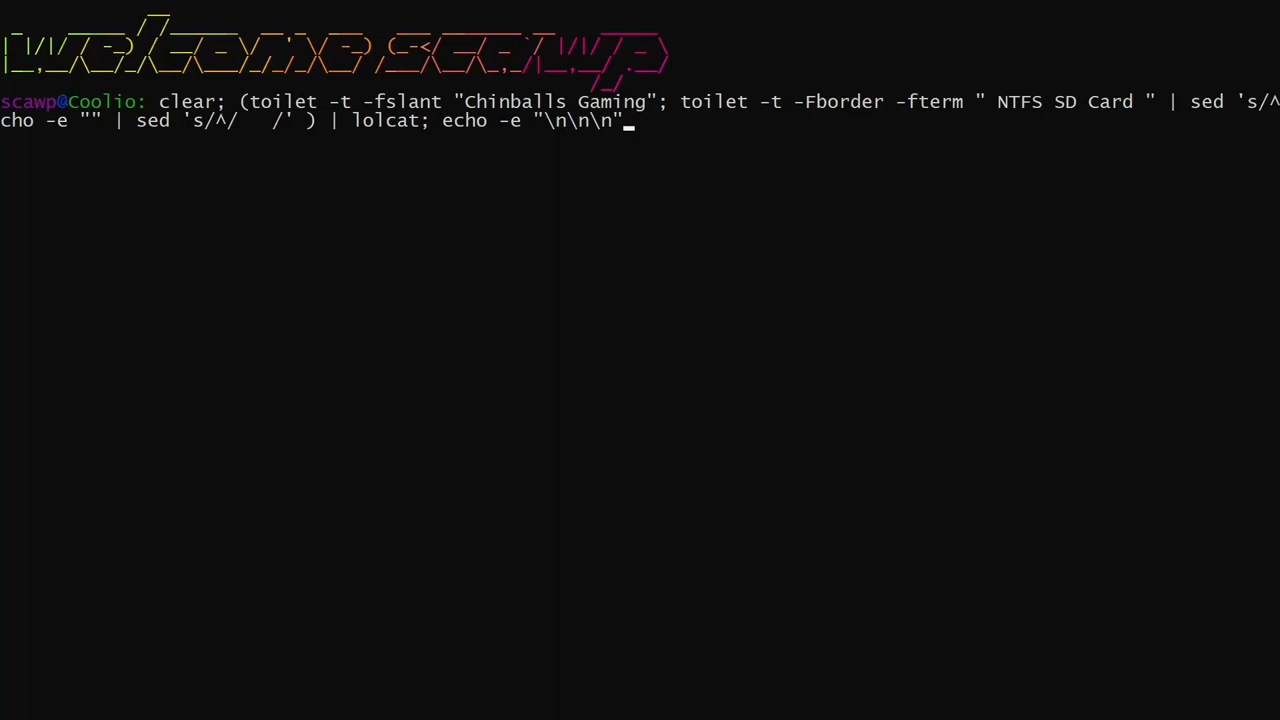 welcome scawp
scawp@Coolio: clear; (toilet -t -fslant "Chinballs Gaming"; toilet -t -Fborder -fterm " NTFS SD Card " | sed 's/^
cho -e "" | sed 's/^/   /' ) | lolcat; echo -e "\n\n\n"